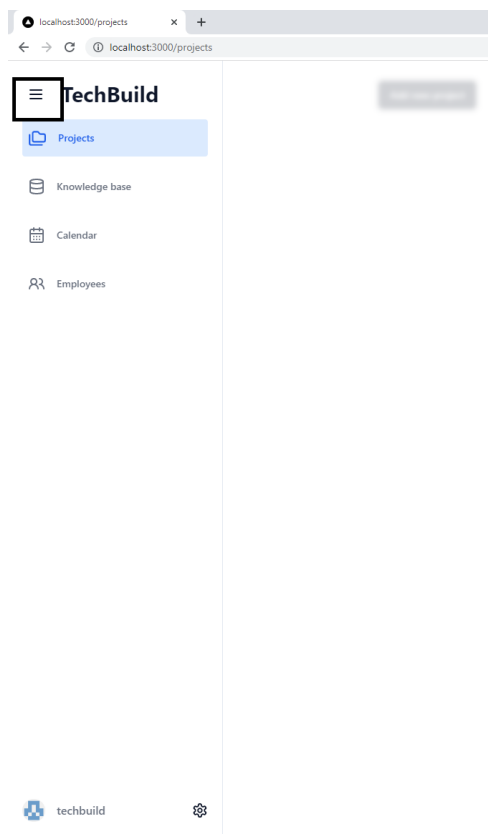 localhost:3000/projects
localhost:3000/projects
TechBuild
Projects
Knowledge base
Calendar
Employees
techbuild